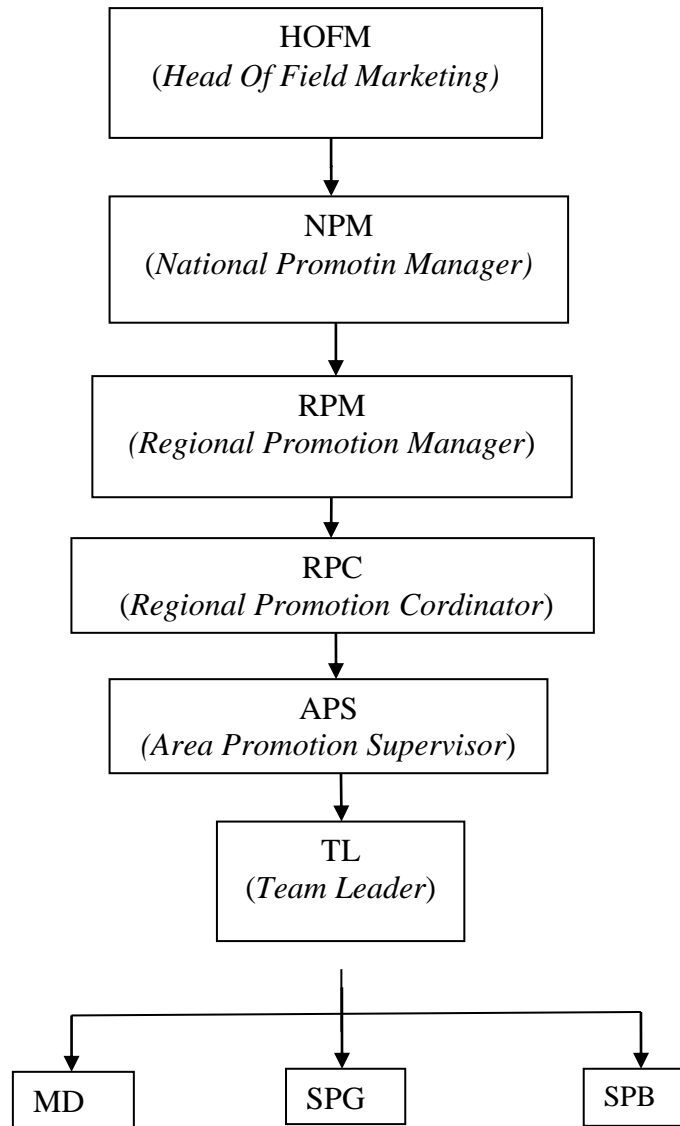 HOFM
(Head Of Field Marketing)
NPM
(National Promotin Manager)
RPM
(Regional Promotion Manager)
RPC
(Regional Promotion Cordinator)
APS
(Area Promotion Supervisor)
TL
(Team Leader)
MD SPG SPB